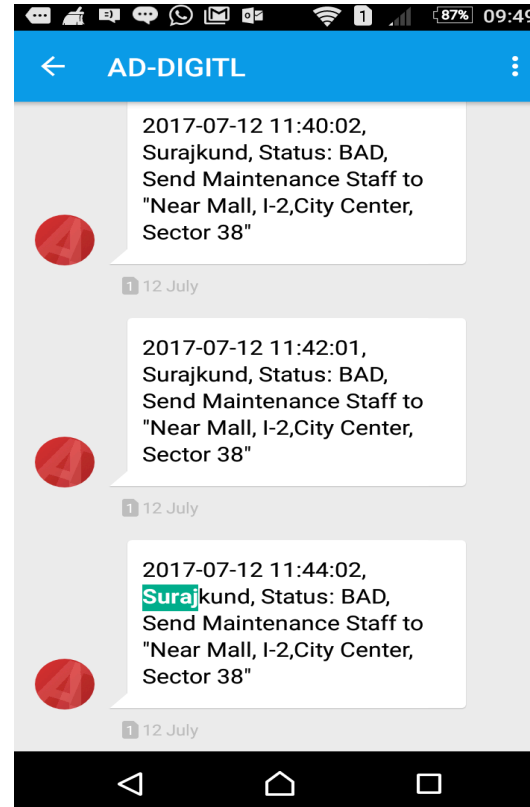 87% 09:49
AD-DIGITL
2017-07-12 11:40:02,
Surajkund, Status: BAD,
Send Maintenance Staff to
"Near Mall, I-2,City Center,
Sector 38"
1 12 July
2017-07-12 11:42:01,
Surajkund, Status: BAD,
Send Maintenance Staff to
"Near Mall, I-2,City Center,
Sector 38"
1 12 July
2017-07-12 11:44:02,
Surajkund, Status: BAD,
Send Maintenance Staff to
"Near Mall, I-2,City Center,
Sector 38"
1 12 July